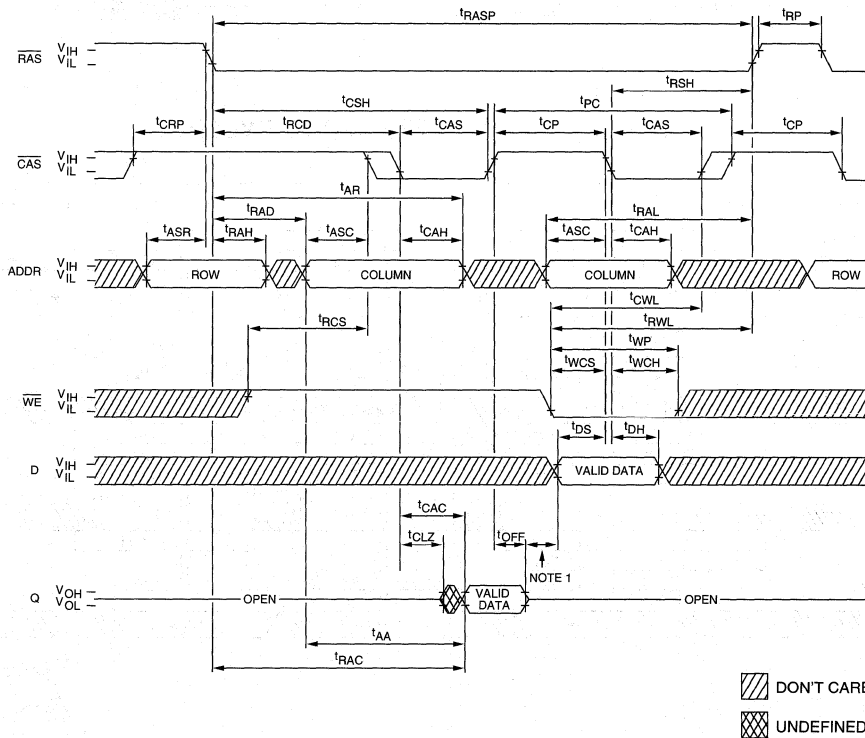 tRASP tRP
RAS VIH
VIL
tRSH
tCSH tPC
tCRP tRCD tCAS tCP tCAS tCP
CAS VIH
VIL
tAR
tRAD tRAL
tASR tRAH tASC tCAH tASC tCAH
ADDR VIH
VIL
ROW COLUMN COLUMN ROW
tCWL
tRCS tRWL
tWP
tWCS tWCH
WE VIH
VIL
tDS tDH
D VIH
VIL
VALID DATA
tCAC
tCLZ tOFF
NOTE 1
Q VOH
VOL
OPEN VALID
DATA OPEN
tAA
tRAC
DON'T CARE
UNDEFINED